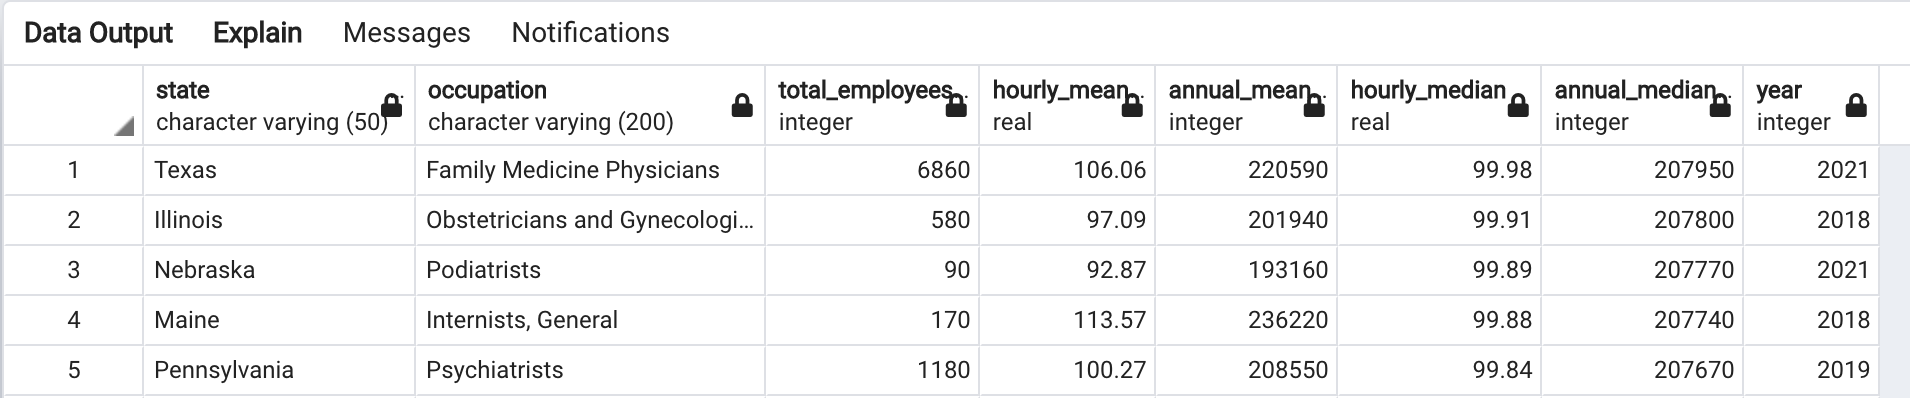 Data Output Explain Messages Notifications
state occupation total_employees.. hourly_mean.. annual_mean.. hourly_median annual_median.. year
character varying (50) character varying (200) integer real integer real integer integer
1 Texas Family Medicine Physicians 6860 106.06 220590 99.98 207950 2021
2 Illinois Obstetricians and Gynecologi... 580 97.09 201940 99.91 207800 2018
3 Nebraska Podiatrists 90 92.87 193160 99.89 207770 2021
4 Maine Internists, General 170 113.57 236220 99.88 207740 2018
5 Pennsylvania Psychiatrists 1180 100.27 208550 99.84 207670 2019